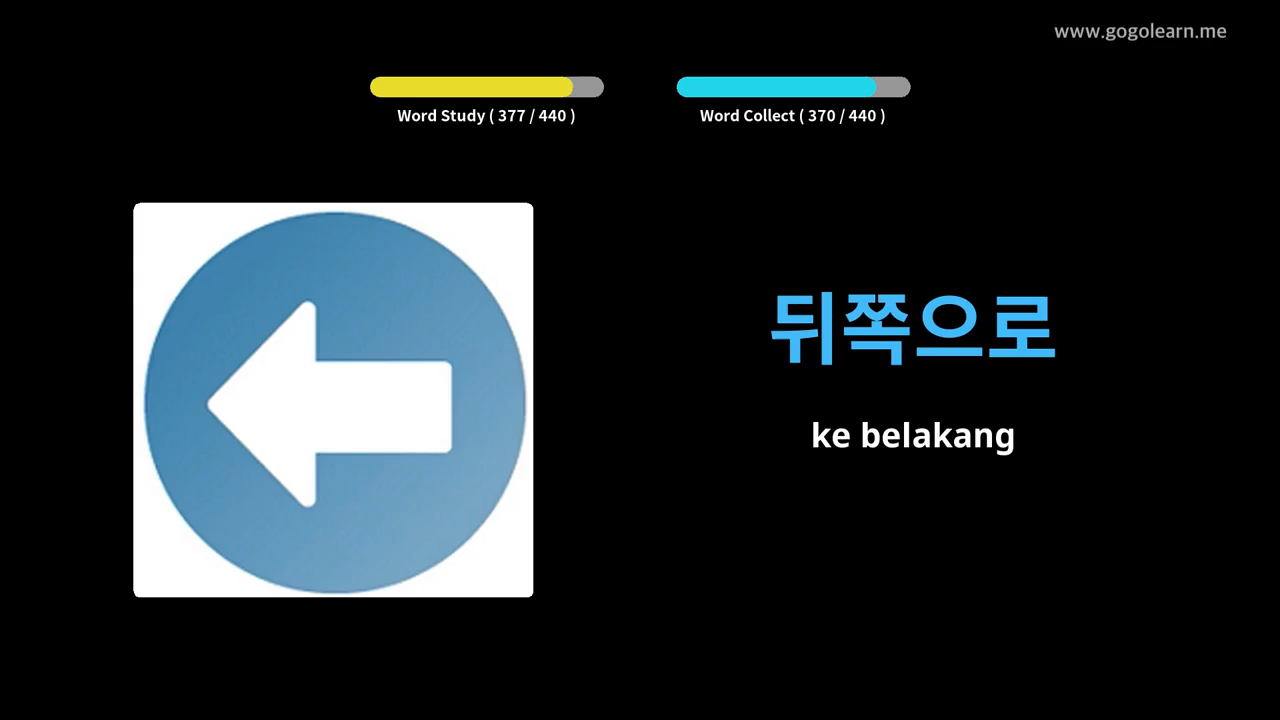 www.gogolearn.me
Word Study ( 377 / 440 )
Word Collect ( 370 / 440 )
뒤쪽으로
ke belakang